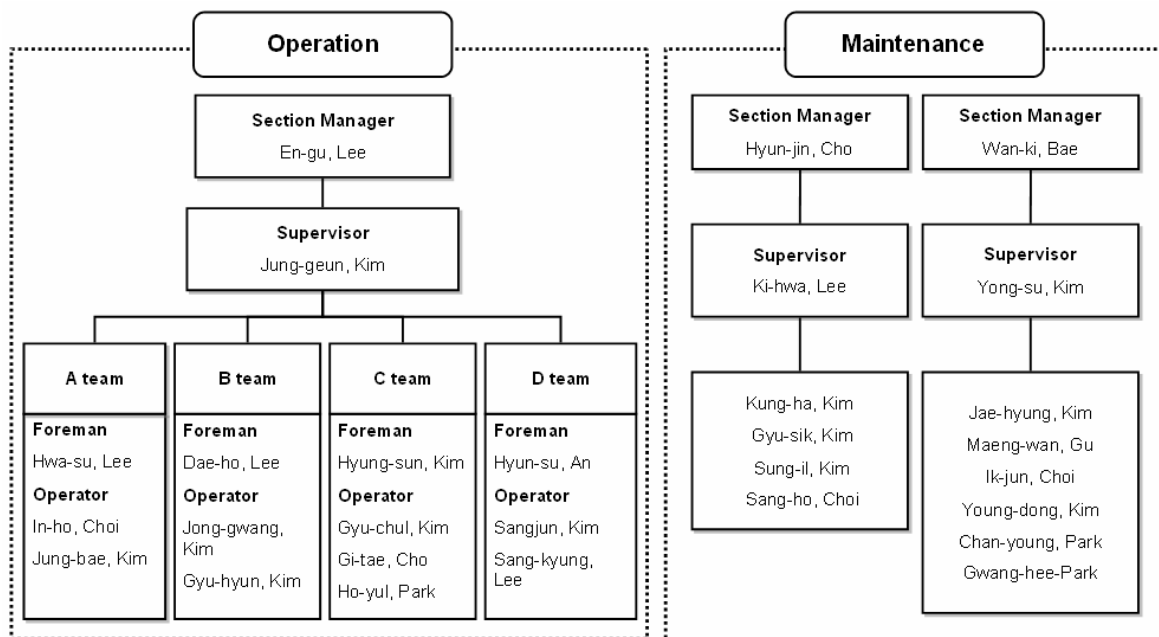 Operation
Section Manager
En-gu, Lee
Supervisor
Jung-geun, Kim
A team
Foreman
Hwa-su, Lee
Operator
In-ho, Choi
Jung-bae, Kim
B team
Foreman
Dae-ho, Lee
Operator
Jong-gwang,
Kim
Gyu-hyun, Kim
C team
Foreman
Hyung-sun, Kim
Operator
Gyu-chul, Kim
Gi-tae, Cho
Ho-yul, Park
D team
Foreman
Hyun-su, An
Operator
Sangjun, Kim
Sang-kyung,
Lee
Maintenance
Section Manager
Hyun-jin, Cho
Supervisor
Ki-hwa, Lee
Kung-ha, Kim
Gyu-sik, Kim
Sung-il, Kim
Sang-ho, Choi
Section Manager
Wan-ki, Bae
Supervisor
Yong-su, Kim
Jae-hyung, Kim
Maeng-wan, Gu
Ik-jun, Choi
Young-dong, Kim
Chan-young, Park
Gwang-hee-Park